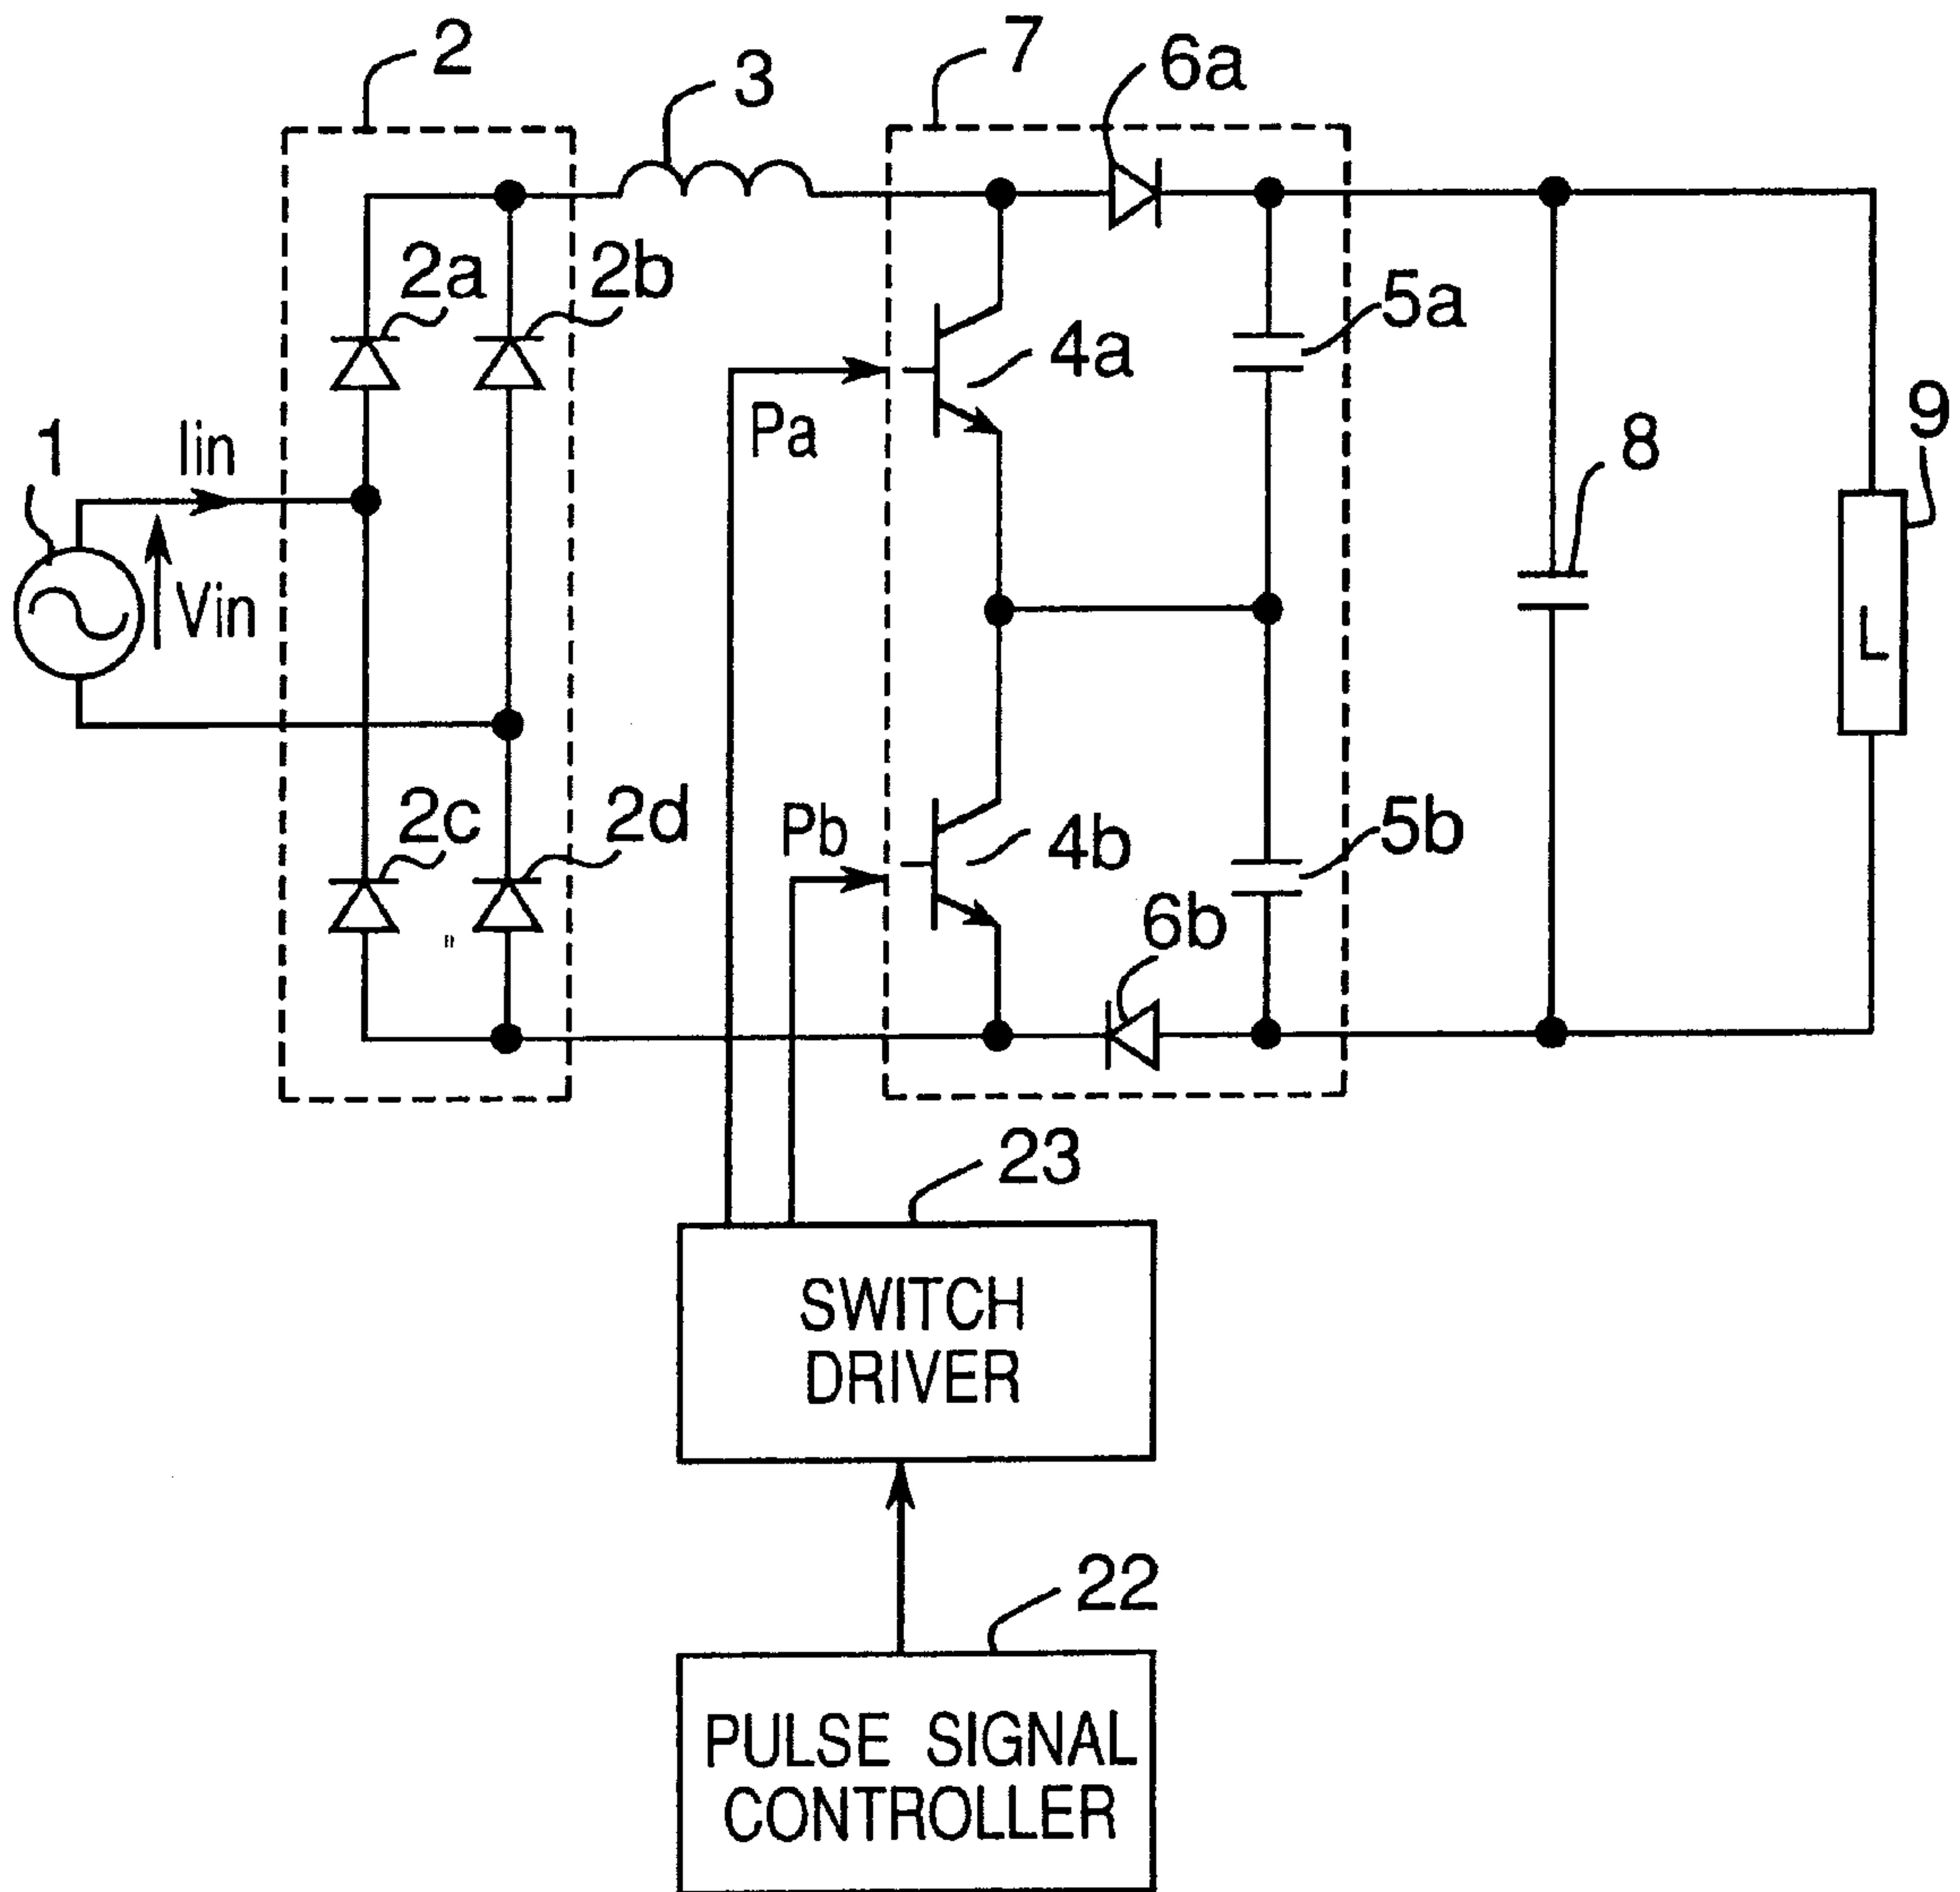 2
3
7
6a
2a
2b
5a
4a
Pa
1
Iin
8
9
Vin
L
2c
2d
Pb
4b
5b
6b
23
SWITCH
DRIVER
22
PULSE SIGNAL
CONTROLLER